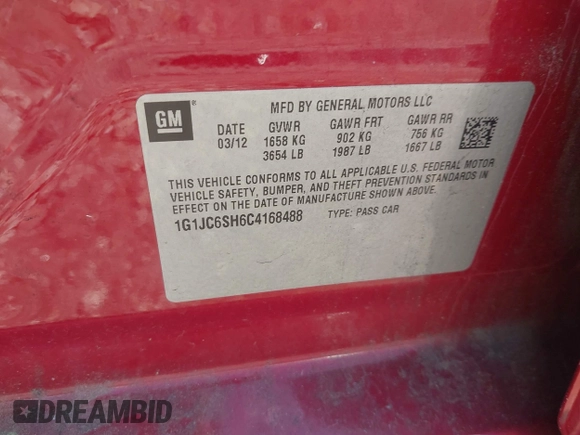 GM
MFD BY GENERAL MOTORS LLC
DATE GVWR GAWR FRT GAWR RR
03/12 1658 KG 902 KG 756 KG
3654 LB 1987 LB 1667 LB
THIS VEHICLE CONFORMS TO ALL APPLICABLE U.S. FEDERAL MOTOR
VEHICLE SAFETY, BUMPER, AND THEFT PREVENTION STANDARDS IN
EFFECT ON THE DATE OF MANUFACTURE SHOWN ABOVE.
1G1JC6SH6C4168488 TYPE: PASS CAR
DREAMBID